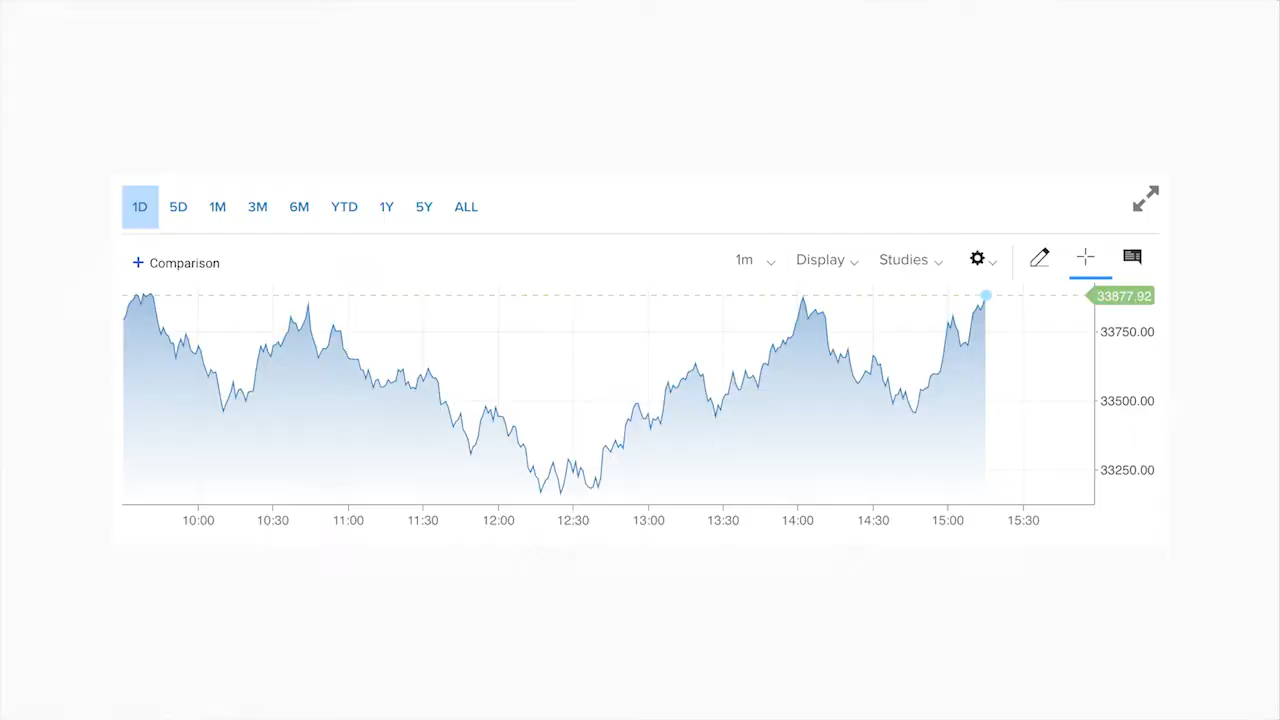 1D 5D 1M 3M 6M YTD 1Y 5Y ALL
+ Comparison 1m Display Studies
33877.92
33750.00
33500.00
33250.00
10:00 10:30 11:00 11:30 12:00 12:30 13:00 13:30 14:00 14:30 15:00 15:30